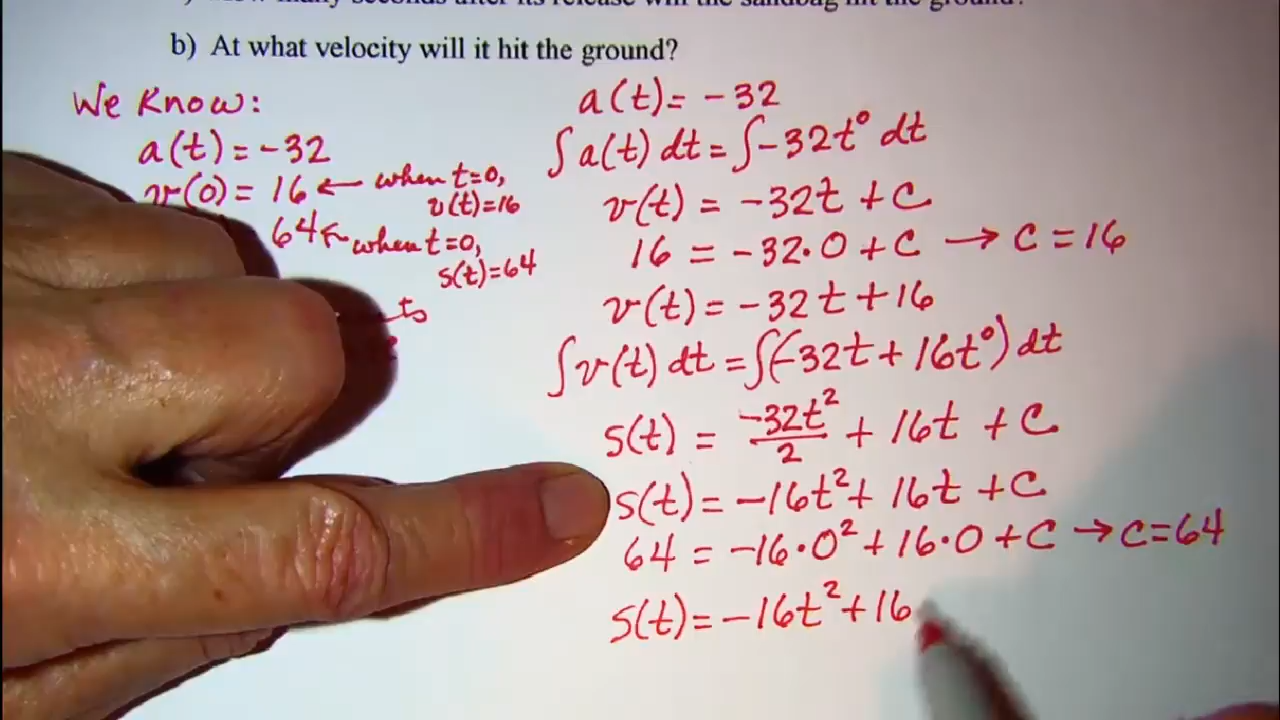 b) At what velocity will it hit the ground?
We Know:
a(t) = -32
v(0) = 16 ← when t=0,
v(t)=16
64 ← when t=0,
s(t)=64
to
a(t) = -32
∫a(t) dt = ∫-32t⁰ dt
v(t) = -32t + C
16 = -32·0 + C → C = 16
v(t) = -32t + 16
∫v(t) dt = ∫(-32t + 16t⁰) dt
s(t) = -32t²/2 + 16t + C
s(t) = -16t² + 16t + C
64 = -16·0² + 16·0 + C → C=64
s(t) = -16t² + 16